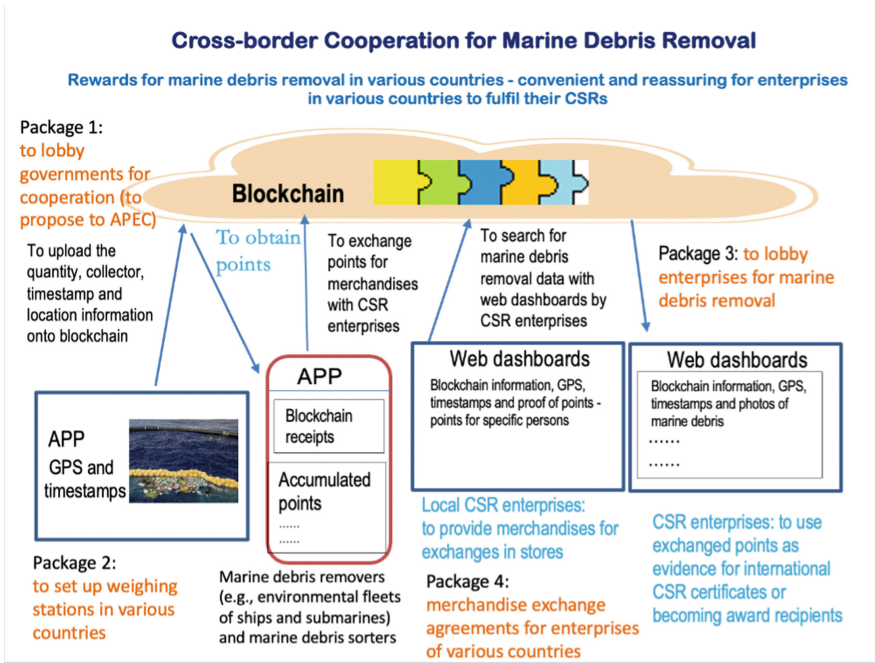 Cross-border Cooperation for Marine Debris Removal
Rewards for marine debris removal in various countries - convenient and reassuring for enterprises
in various countries to fulfil their CSRs
Package 1:
to lobby
governments for
cooperation (to
propose to APEC)
Blockchain
To upload the
quantity, collector,
timestamp and
location information
onto blockchain
To obtain
points
To exchange
points for
merchandises
with CSR
enterprises
To search for
marine debris
removal data with
web dashboards by
CSR enterprises
Package 3: to lobby
enterprises for marine
debris removal
APP
GPS and
timestamps
Package 2:
to set up weighing
stations in various
countries
APP
Blockchain
receipts
Accumulated
points
......
......
Marine debris removers
(e.g., environmental fleets
of ships and submarines)
and marine debris sorters
Web dashboards
Blockchain information, GPS,
timestamps and proof of points -
points for specific persons
Local CSR enterprises:
to provide merchandises for
exchanges in stores
Package 4:
merchandise exchange
agreements for enterprises
of various countries
Web dashboards
Blockchain information, GPS,
timestamps and photos of
marine debris
......
......
CSR enterprises: to use
exchanged points as
evidence for international
CSR certificates or
becoming award recipients